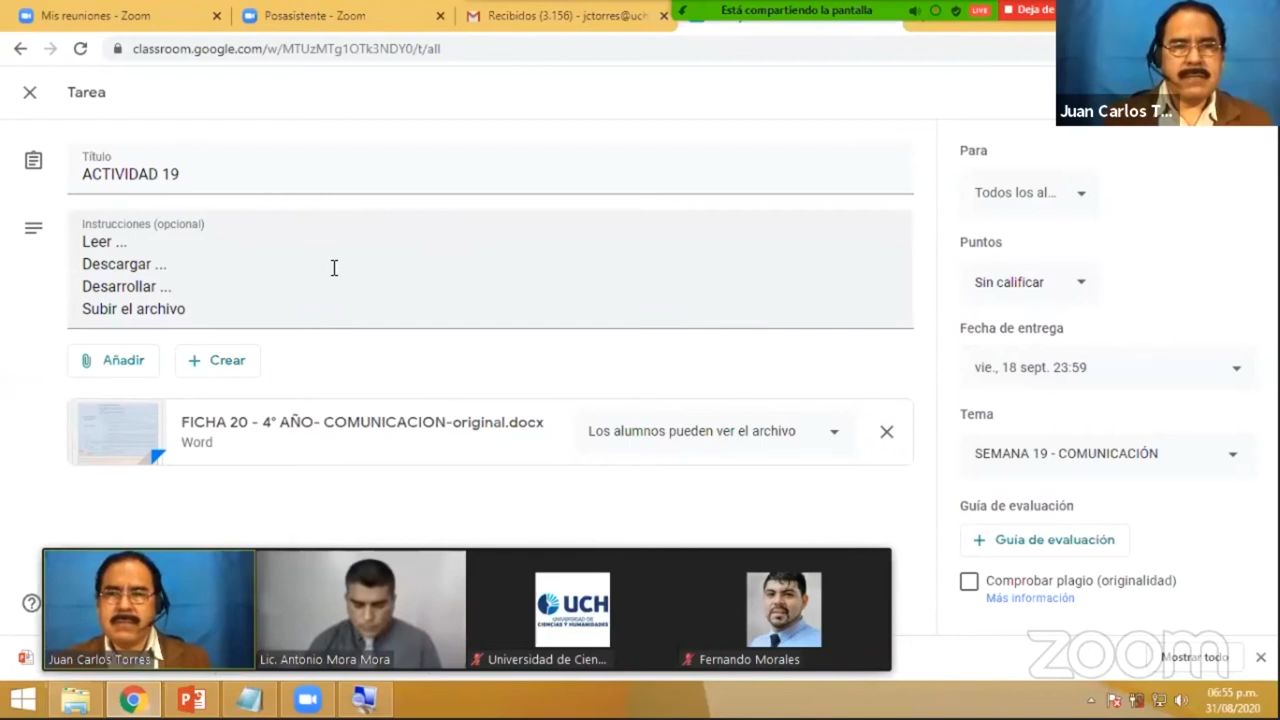 Mis reuniones - Zoom
Posasistente - Zoom
Recibidos (3.156) - jctorres@uch
Está compartiendo la pantalla
LIVE
Deja de
classroom.google.com/w/MTUzMTg1OTk3NDY0/t/all
Juan Carlos T...
Tarea
Título
ACTIVIDAD 19
Instrucciones (opcional)
Leer ...
Descargar ...
Desarrollar ...
Subir el archivo
Añadir
Crear
FICHA 20 - 4° AÑO- COMUNICACION-original.docx
Word
Los alumnos pueden ver el archivo
Para
Todos los al...
Puntos
Sin calificar
Fecha de entrega
vie., 18 sept. 23:59
Tema
SEMANA 19 - COMUNICACIÓN
Guía de evaluación
Guía de evaluación
Comprobar plagio (originalidad)
Más información
UCH
UNIVERSIDAD DE
CIENCIAS Y HUMANIDADES
Juan Carlos Torres
Lic. Antonio Mora Mora
Universidad de Cien...
Fernando Morales
zoom
Mostrar todo
06:55 p.m.
31/08/2020